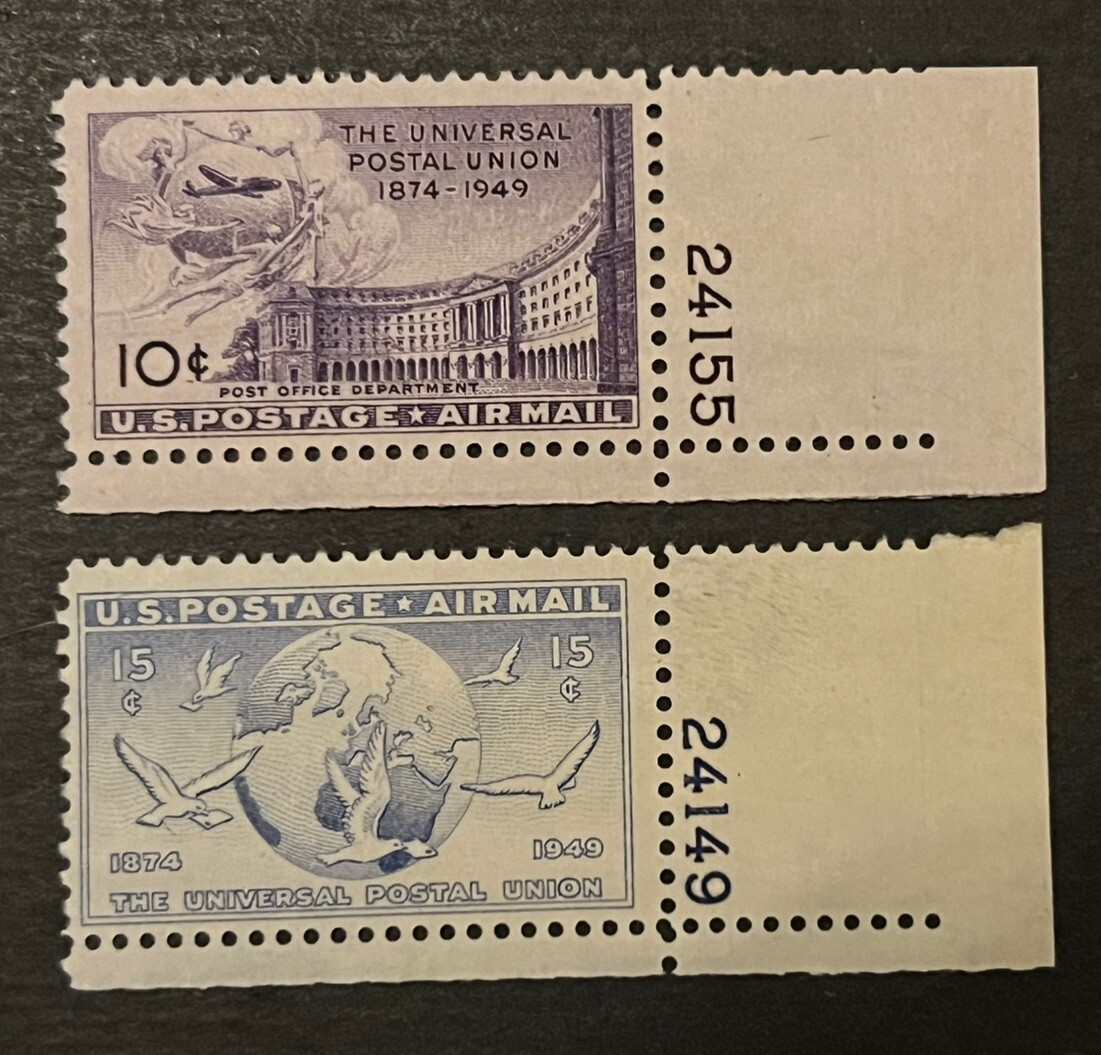 THE UNIVERSAL
POSTAL UNION
1874-1949
10¢
POST OFFICE DEPARTMENT
U.S.POSTAGE★AIR MAIL
24155
U.S.POSTAGE★AIR MAIL
15
¢
15
¢
1874
1949
THE UNIVERSAL POSTAL UNION
24149